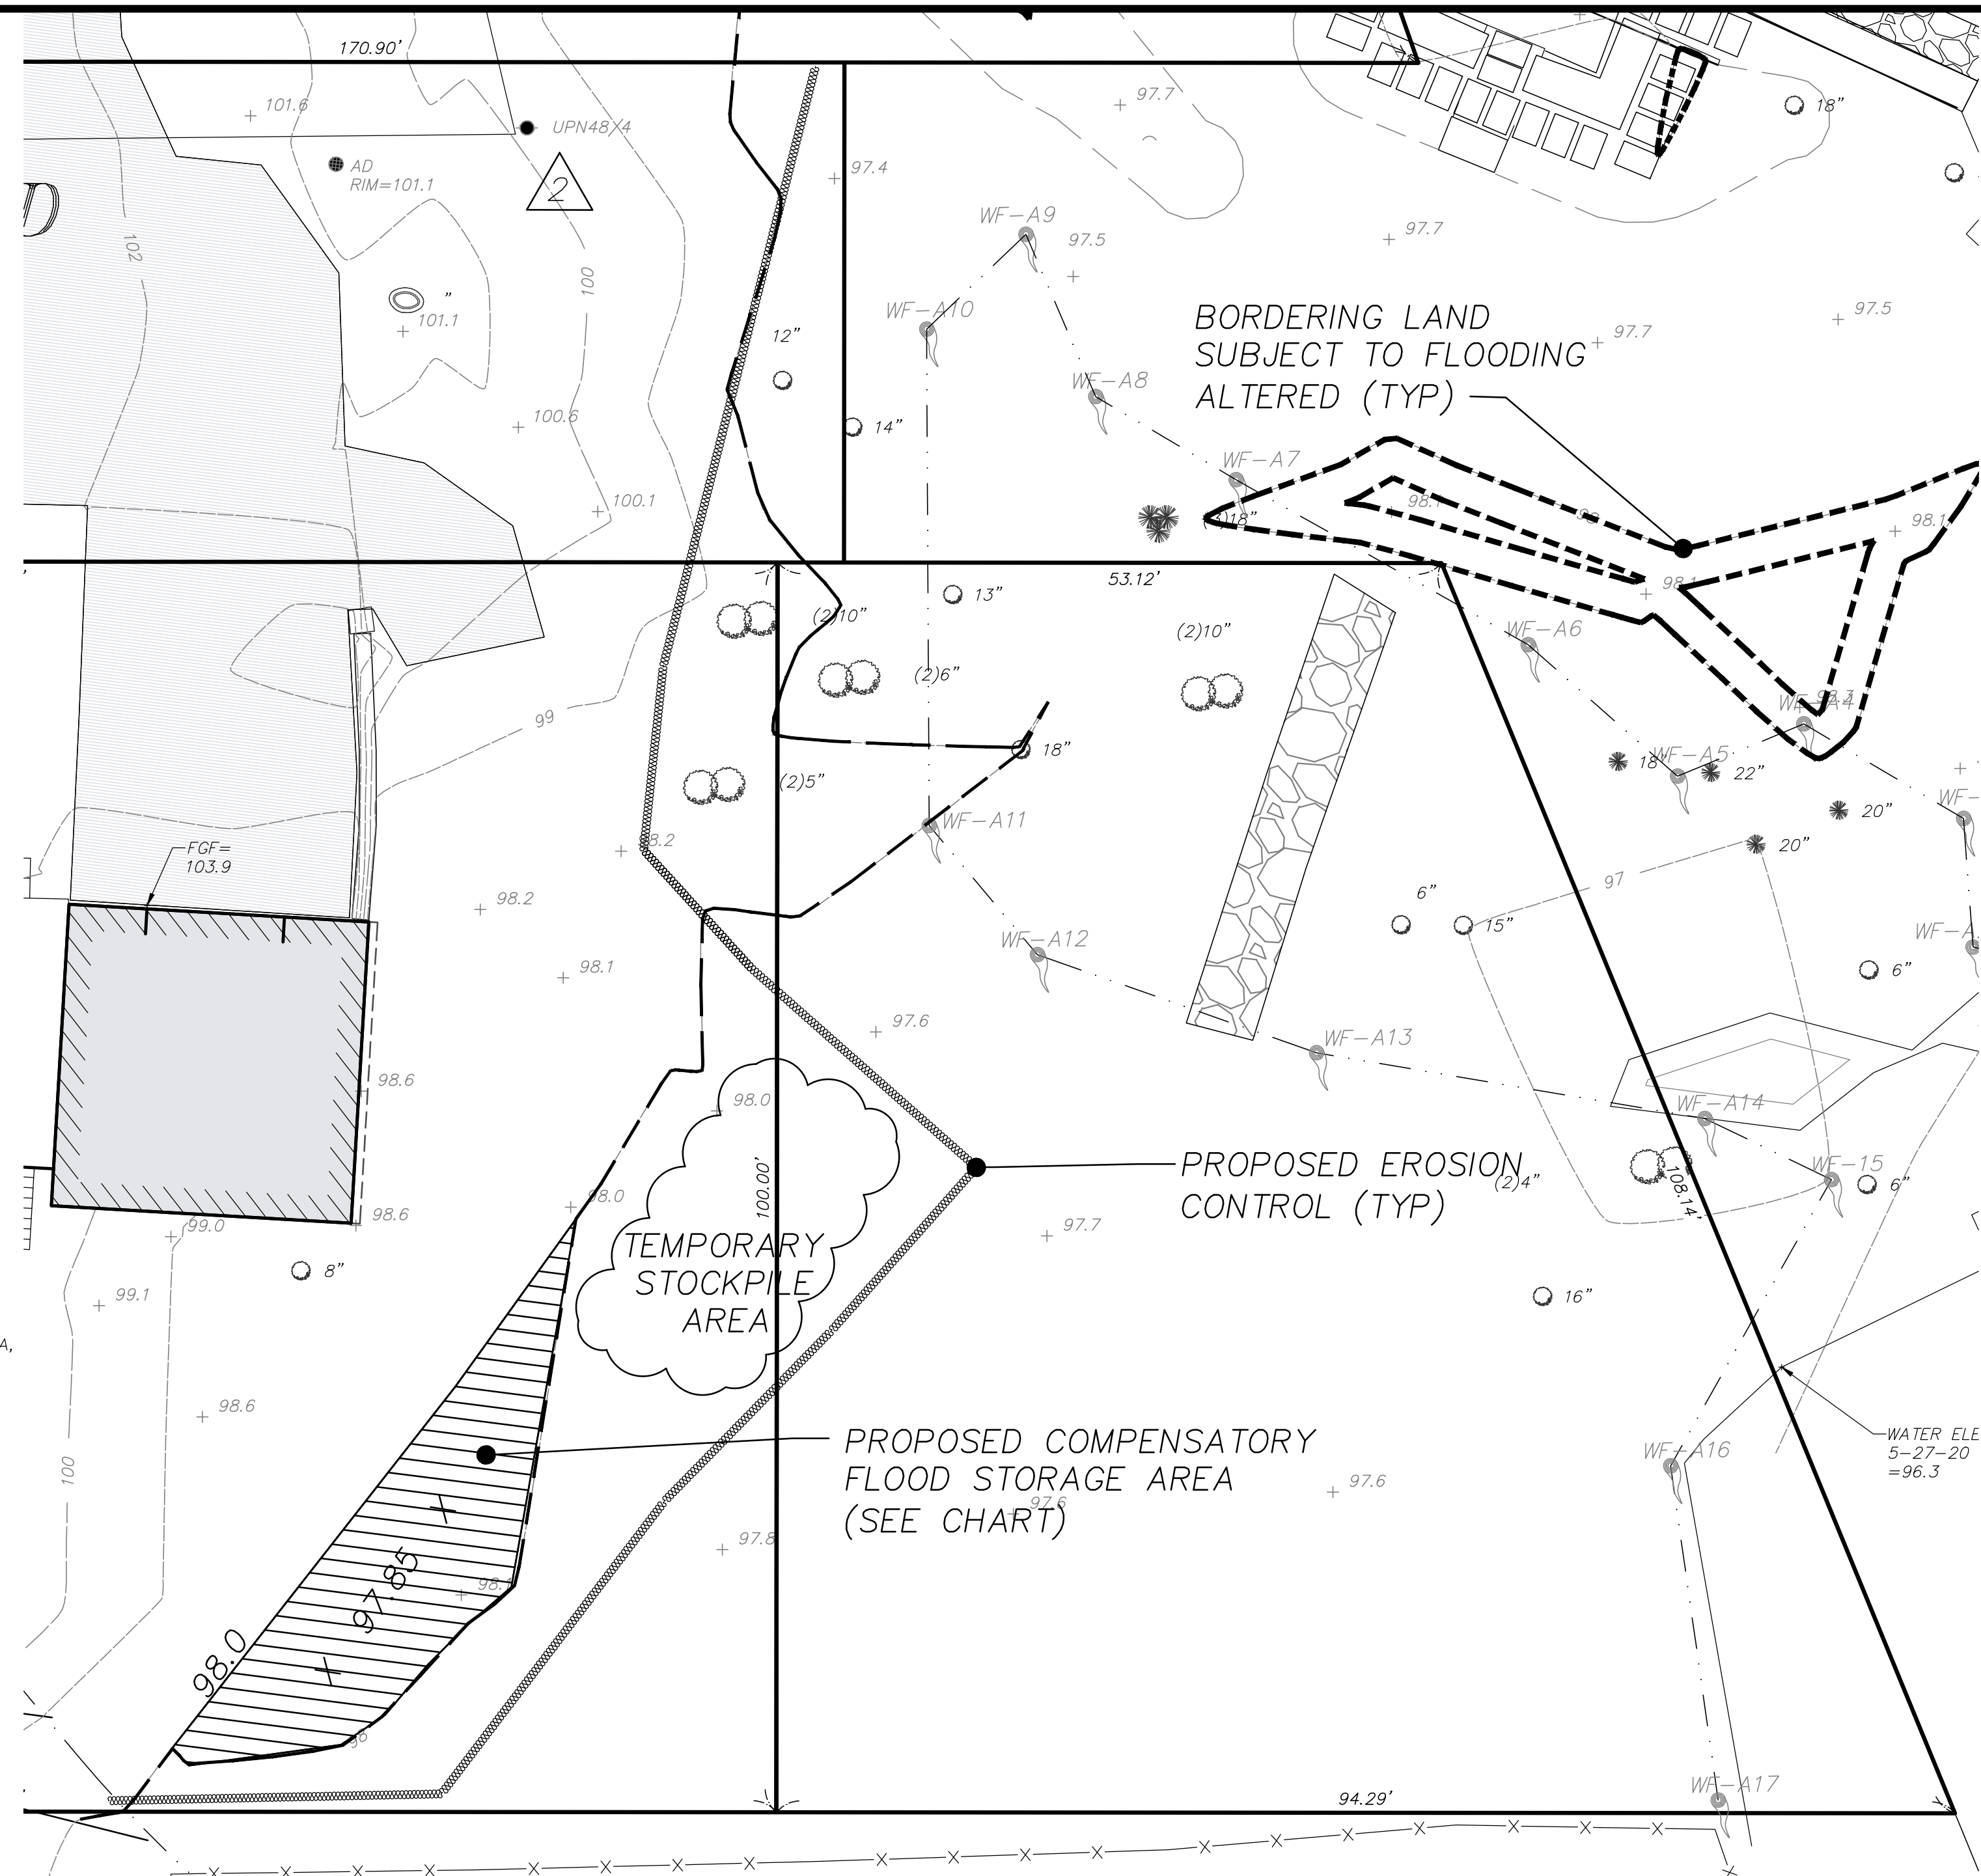 170.90'
101.6
UPN48/4
AD
RIM=101.1
2
102
100
"
101.1
100.6
100.1
97.7
18"
97.4
WF-A9
97.5
97.7
WF-A10
12"
14"
WF-A8
BORDERING LAND
SUBJECT TO FLOODING
ALTERED (TYP)
97.7
97.5
WF-A7
98.1
53.12'
13"
(2)10"
(2)10"
(2)6"
WF-A6
99
18"
(2)5"
WF-A5
18"
22"
20"
20"
WF-A11
97
FGF=
103.9
98.2
98.1
6"
15"
WF-A12
6"
97.6
WF-A13
98.6
98.0
WF-A14
PROPOSED EROSION
CONTROL (TYP)
(2)4"
108.14'
WF-15
6"
100.00'
98.0
98.6
99.0
97.7
TEMPORARY
STOCKPILE
AREA
8"
99.1
16"
A,
98.6
PROPOSED COMPENSATORY
FLOOD STORAGE AREA
(SEE CHART)
97.6
97.6
WF-A16
WATER ELE
5-27-20
=96.3
100
97.8
97.85
98.0
WF-A17
94.29'